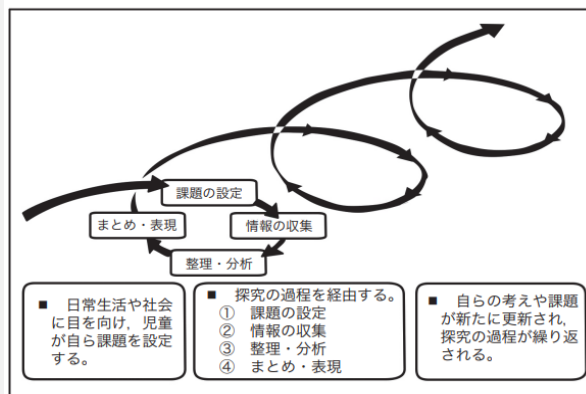 課題の設定
まとめ・表現
情報の収集
整理・分析
■ 日常生活や社会
に目を向け，児童
が自ら課題を設定
する。
■ 探究の過程を経由する。
① 課題の設定
② 情報の収集
③ 整理・分析
④ まとめ・表現
■ 自らの考えや課題
が新たに更新され，
探究の過程が繰り返
される。